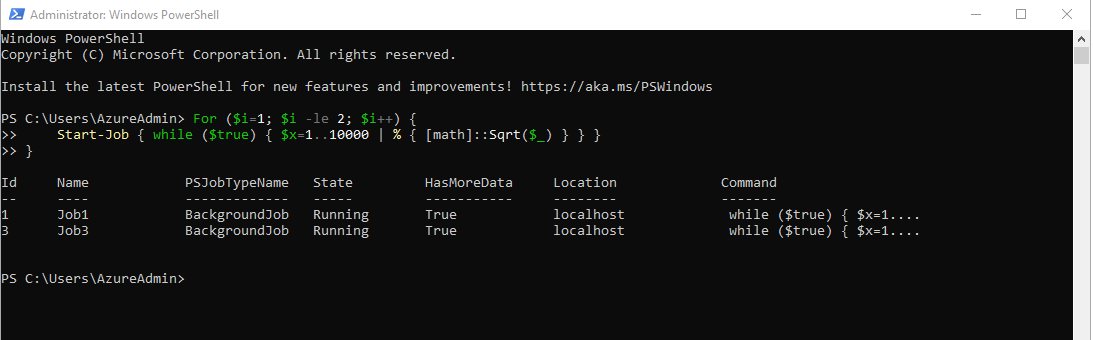 Administrator: Windows PowerShell
Windows PowerShell
Copyright (C) Microsoft Corporation. All rights reserved.
Install the latest PowerShell for new features and improvements! https://aka.ms/PSWindows
PS C:\Users\AzureAdmin> For ($i=1; $i -le 2; $i++) {
>>     Start-Job { while ($true) { $x=1..10000 | % { [math]::Sqrt($_) } } }
>> }
Id     Name            PSJobTypeName   State         HasMoreData     Location             Command
--     ----            -------------   -----         -----------     --------             -------
1      Job1            BackgroundJob   Running       True            localhost             while ($true) { $x=1....
3      Job3            BackgroundJob   Running       True            localhost             while ($true) { $x=1....
PS C:\Users\AzureAdmin>